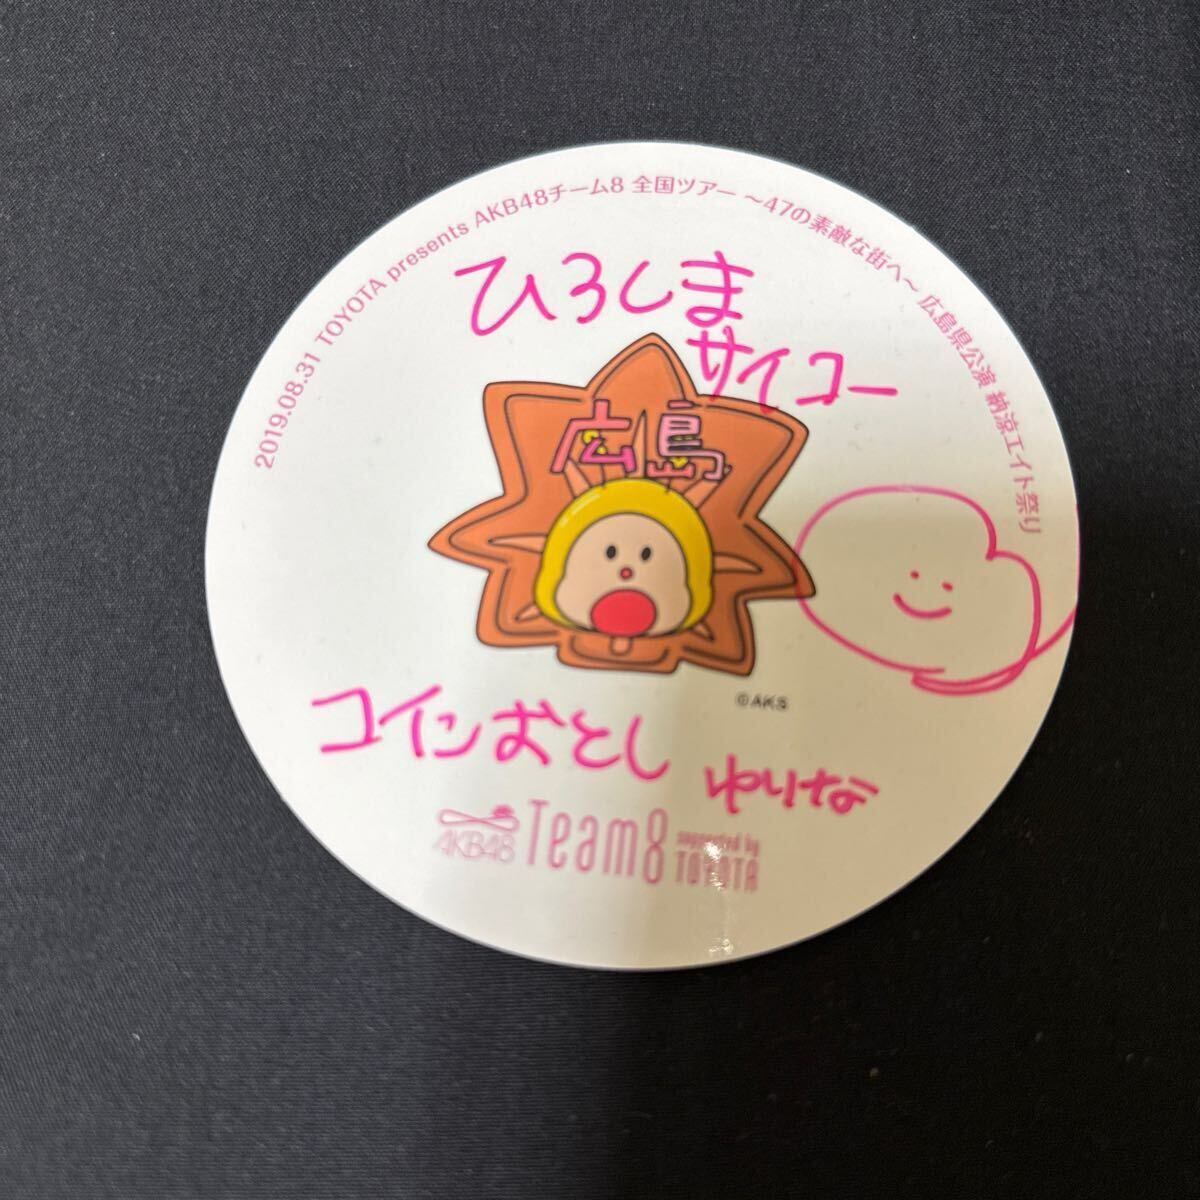 2019.08.31 TOYOTA presents AKB48チーム8 全国ツアー ～47の素敵な街へ～ 広島県公演 納涼エイト祭り
ひろしま
サイコー
広島
©AKS
コインおとし
ゆりな
AKB48 Team8 supported by TOYOTA